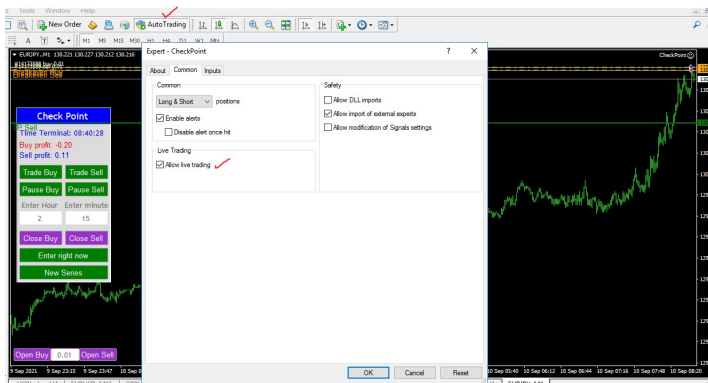 Tools Window Help
New Order AutoTrading
M1 M5 M15 M30 H1 H4 D1 W1 MN
EURJPY.,M1 130.221 130.227 130.212 130.216
CheckPoint
Breakeven Buy
Expert - CheckPoint ? X
About Common Inputs
Common
Long & Short positions
Enable alerts
Disable alert once hit
Live Trading
Allow live trading
Safety
Allow DLL imports
Allow import of external experts
Allow modification of Signals settings
Check Point
Time Terminal: 08:40:28
Buy profit: -0.20
Sell profit: 0.11
Trade Buy Trade Sell
Pause Buy Pause Sell
Enter Hour Enter minute
2 15
Close Buy Close Sell
Enter right now
New Series
Open Buy 0.01 Open Sell
OK Cancel Reset
9 Sep 2021 9 Sep 23:15 9 Sep 23:47 10 Sep 05:40 10 Sep 06:12 10 Sep 06:44 10 Sep 07:16 10 Sep 07:48 10 Sep 08:20